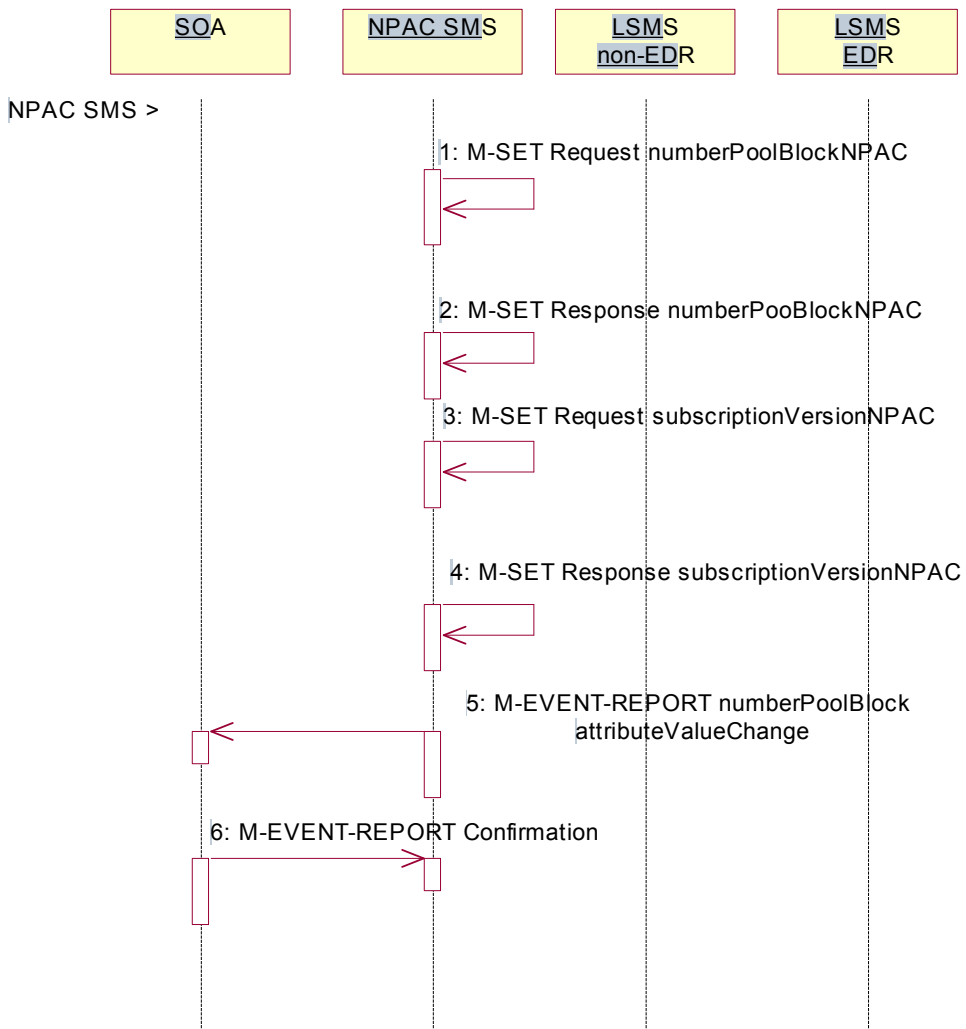 SOA
NPAC SMS
LSMS
non-EDR
LSMS
EDR
NPAC SMS >
1: M-SET Request numberPoolBlockNPAC
2: M-SET Response numberPooBlockNPAC
3: M-SET Request subscriptionVersionNPAC
4: M-SET Response subscriptionVersionNPAC
5: M-EVENT-REPORT numberPoolBlock
attributeValueChange
6: M-EVENT-REPORT Confirmation